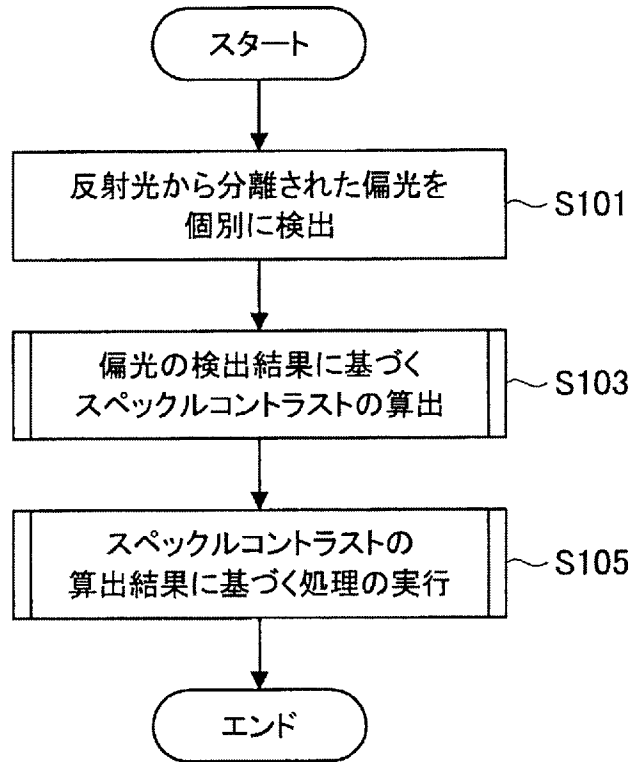 スタート
反射光から分離された偏光を
個別に検出
S101
偏光の検出結果に基づく
スペックルコントラストの算出
S103
スペックルコントラストの
算出結果に基づく処理の実行
S105
エンド